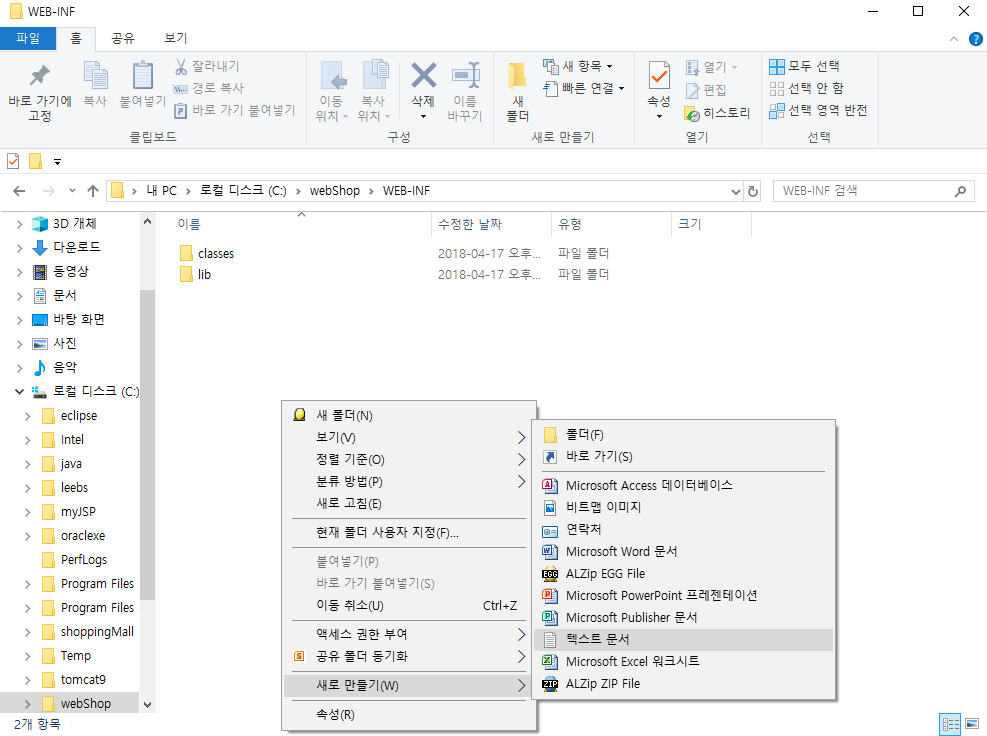 WEB-INF
파일 홈 공유 보기
바로 가기에 고정
복사
붙여넣기
잘라내기
경로 복사
바로 가기 붙여넣기
클립보드
이동 위치
복사 위치
삭제
이름 바꾸기
구성
새 폴더
새 항목
빠른 연결
새로 만들기
속성
열기
편집
히스토리
열기
모두 선택
선택 안 함
선택 영역 반전
선택
내 PC > 로컬 디스크 (C:) > webShop > WEB-INF
WEB-INF 검색
이름 수정한 날짜 유형 크기
classes 2018-04-17 오후... 파일 폴더
lib 2018-04-17 오후... 파일 폴더
3D 개체
다운로드
동영상
문서
바탕 화면
사진
음악
로컬 디스크 (C:)
eclipse
Intel
java
leebs
myJSP
oraclexe
PerfLogs
Program Files
Program Files
shoppingMall
Temp
tomcat9
webShop
2개 항목
새 폴더(N)
보기(V)
정렬 기준(O)
분류 방법(P)
새로 고침(E)
현재 폴더 사용자 지정(F)...
붙여넣기(P)
바로 가기 붙여넣기(S)
이동 취소(U) Ctrl+Z
액세스 권한 부여
공유 폴더 동기화
새로 만들기(W)
속성(R)
폴더(F)
바로 가기(S)
Microsoft Access 데이터베이스
비트맵 이미지
연락처
Microsoft Word 문서
ALZip EGG File
Microsoft PowerPoint 프레젠테이션
Microsoft Publisher 문서
텍스트 문서
Microsoft Excel 워크시트
ALZip ZIP File